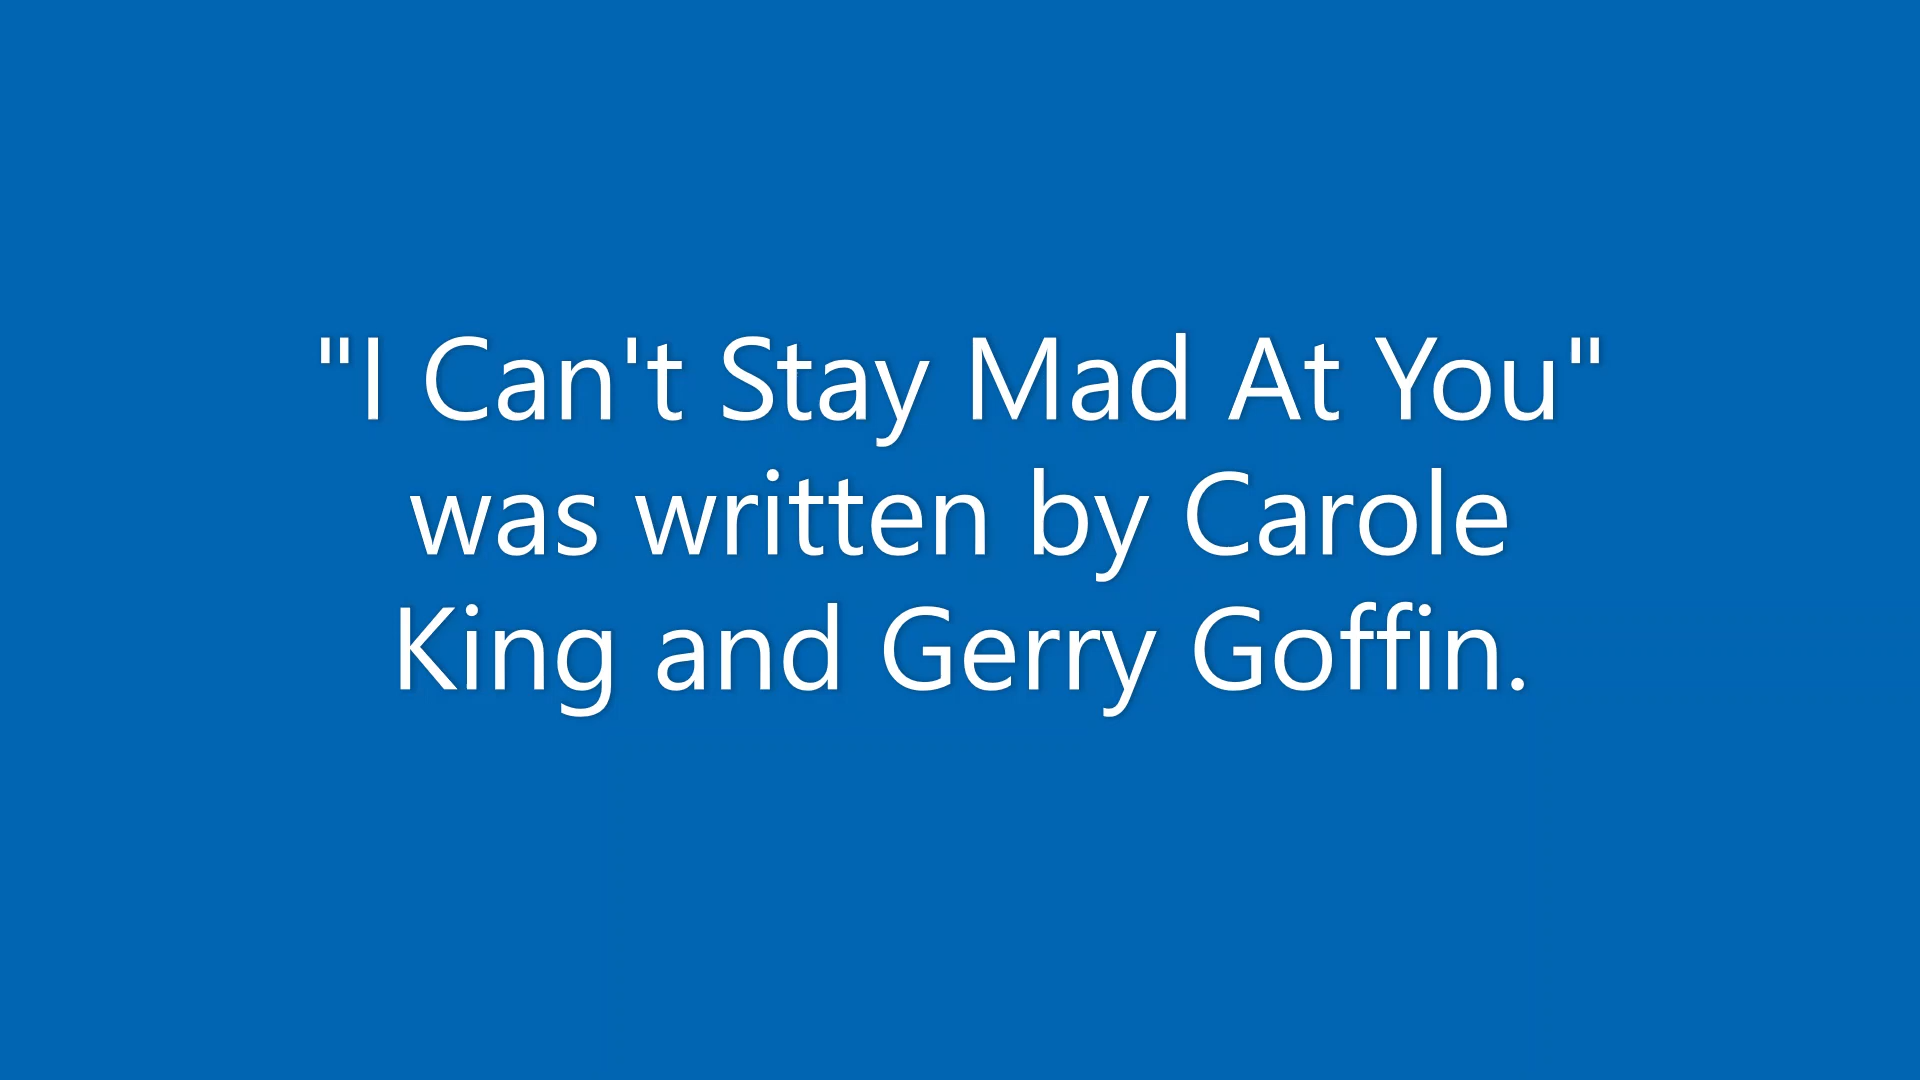 "I Can't Stay Mad At You"
was written by Carole
King and Gerry Goffin.